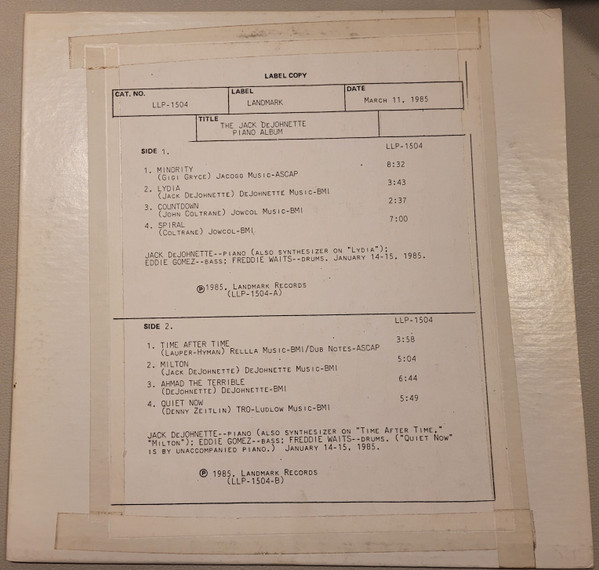 LABEL COPY
CAT. NO. LABEL DATE
LLP-1504 LANDMARK MARCH 11, 1985
TITLE
THE JACK DEJOHNETTE
PIANO ALBUM
SIDE 1. LLP-1504
1. MINORITY 8:32
(GIGI GRYCE) JACOGG MUSIC-ASCAP
2. LYDIA 3:43
(JACK DEJOHNETTE) DEJOHNETTE MUSIC-BMI
3. COUNTDOWN 2:37
(JOHN COLTRANE) JOWCOL MUSIC-BMI
4. SPIRAL 7:00
(COLTRANE) JOWCOL-BMI
JACK DEJOHNETTE--PIANO (ALSO SYNTHESIZER ON "LYDIA");
EDDIE GOMEZ--BASS; FREDDIE WAITS--DRUMS. JANUARY 14-15, 1985.
Ⓟ1985, LANDMARK RECORDS
(LLP-1504-A)
SIDE 2. LLP-1504
1. TIME AFTER TIME 3:58
(LAUPER-HYMAN) RELLLA MUSIC-BMI/DUB NOTES-ASCAP
2. MILTON 5:04
(JACK DEJOHNETTE) DEJOHNETTE MUSIC-BMI
3. AHMAD THE TERRIBLE 6:44
(DEJOHNETTE) DEJOHNETTE-BMI
4. QUIET NOW 5:49
(DENNY ZEITLIN) TRO-LUDLOW MUSIC-BMI
JACK DEJOHNETTE--PIANO (ALSO SYNTHESIZER ON "TIME AFTER TIME,"
"MILTON"); EDDIE GOMEZ--BASS; FREDDIE WAITS--DRUMS. ("QUIET NOW"
IS BY UNACCOMPANIED PIANO.) JANUARY 14-15, 1985.
Ⓟ 1985, LANDMARK RECORDS
(LLP-1504-B)